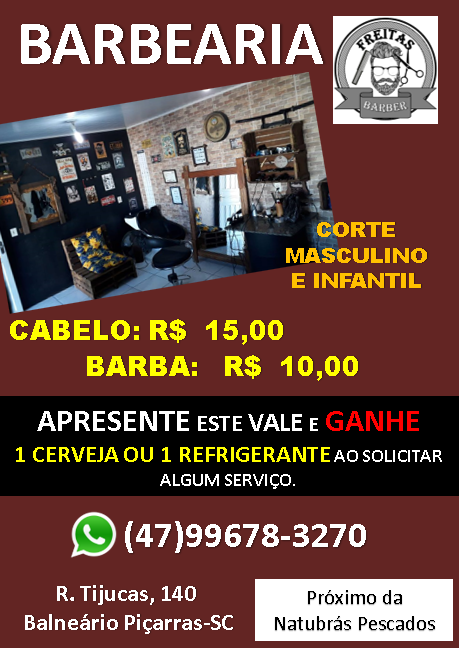 BARBEARIA
FREITAS
BARBER
CORTE
MASCULINO
E INFANTIL
CABELO: R$ 15,00
BARBA: R$ 10,00
APRESENTE ESTE VALE E GANHE
1 CERVEJA OU 1 REFRIGERANTE AO SOLICITAR
ALGUM SERVIÇO.
(47)99678-3270
R. Tijucas, 140
Balneário Piçarras-SC
Próximo da
Natubrás Pescados